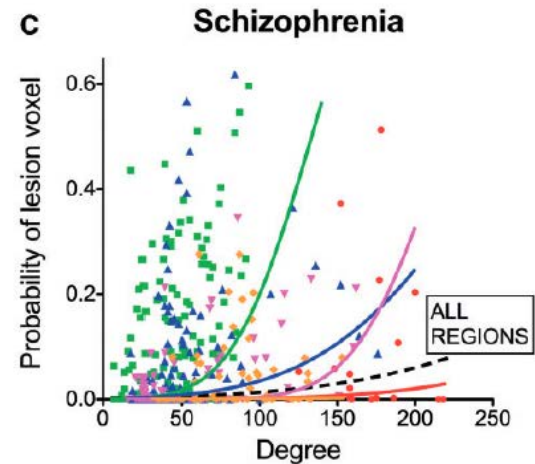 c
Schizophrenia
Probability of lesion voxel
0.6
0.4
0.2
0.0
ALL
REGIONS
0
50
100
150
200
250
Degree